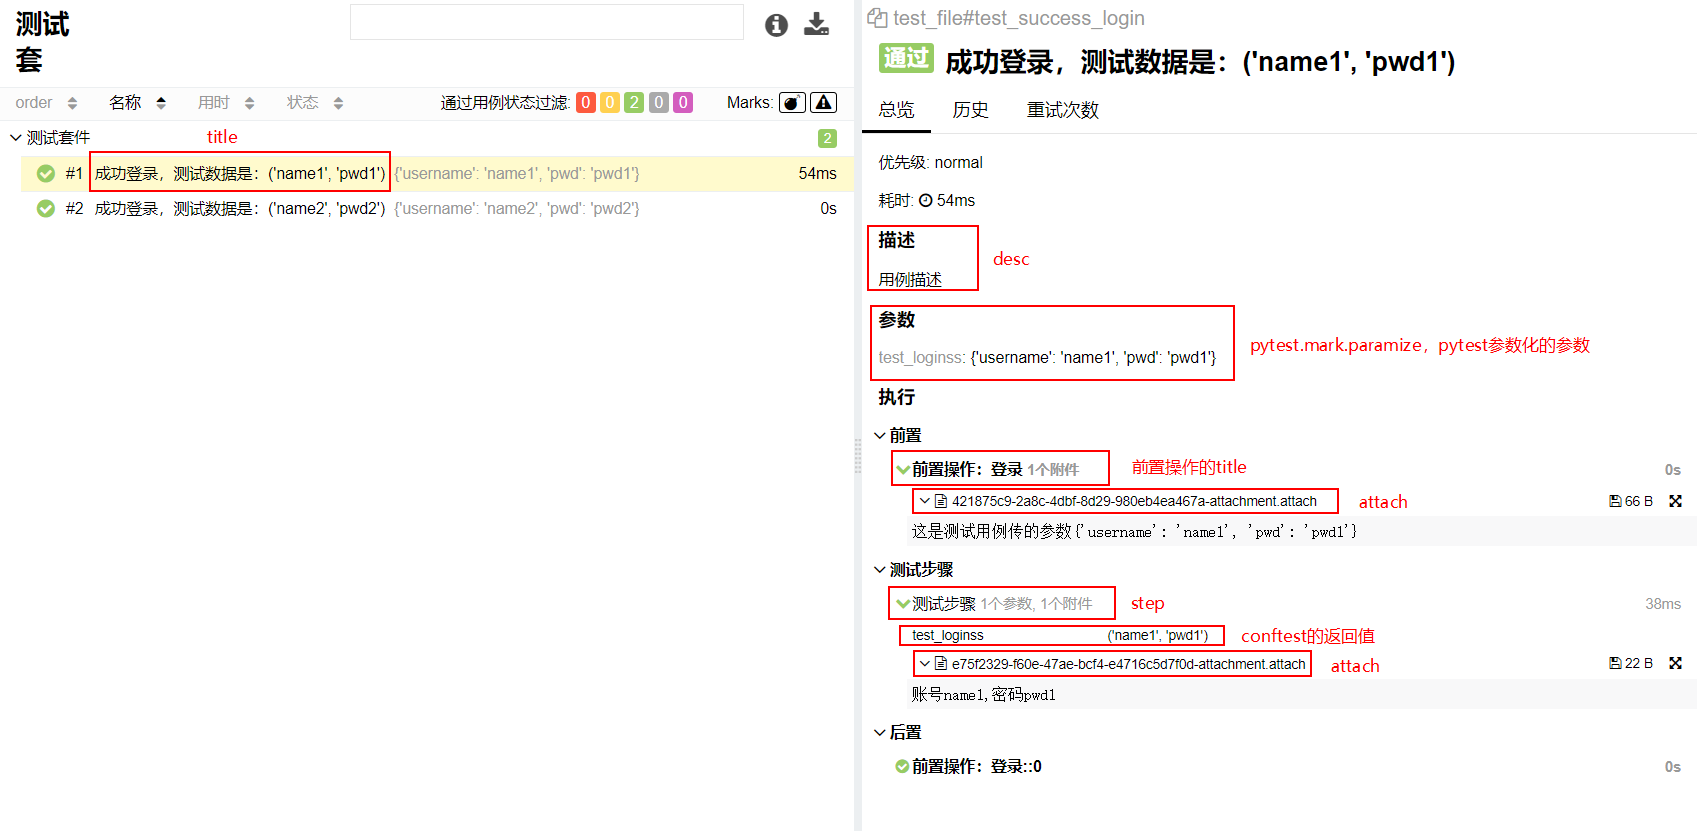 测试
套
order 名称 用时 状态 通过用例状态过滤: 0 0 2 0 0 Marks:
测试套件 title 2
#1 成功登录，测试数据是：('name1', 'pwd1') {'username': 'name1', 'pwd': 'pwd1'} 54ms
#2 成功登录，测试数据是：('name2', 'pwd2') {'username': 'name2', 'pwd': 'pwd2'} 0s
test_file#test_success_login
通过 成功登录，测试数据是：('name1', 'pwd1')
总览 历史 重试次数
优先级: normal
耗时: 54ms
描述
desc
用例描述
参数
test_loginss: {'username': 'name1', 'pwd': 'pwd1'}
pytest.mark.paramize，pytest参数化的参数
执行
前置
前置操作：登录 1个附件 前置操作的title 0s
421875c9-2a8c-4dbf-8d29-980eb4ea467a-attachment.attach attach 66 B
这是测试用例传的参数{'username': 'name1', 'pwd': 'pwd1'}
测试步骤
测试步骤 1个参数, 1个附件 step 38ms
test_loginss ('name1', 'pwd1') conftest的返回值
e75f2329-f60e-47ae-bcf4-e4716c5d7f0d-attachment.attach attach 22 B
账号name1,密码pwd1
后置
前置操作：登录::0 0s